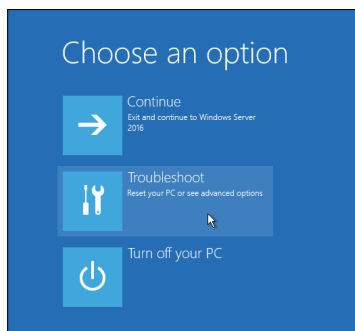 Choose an option
Continue
Exit and continue to Windows Server
2016
Troubleshoot
Reset your PC or see advanced options
Turn off your PC